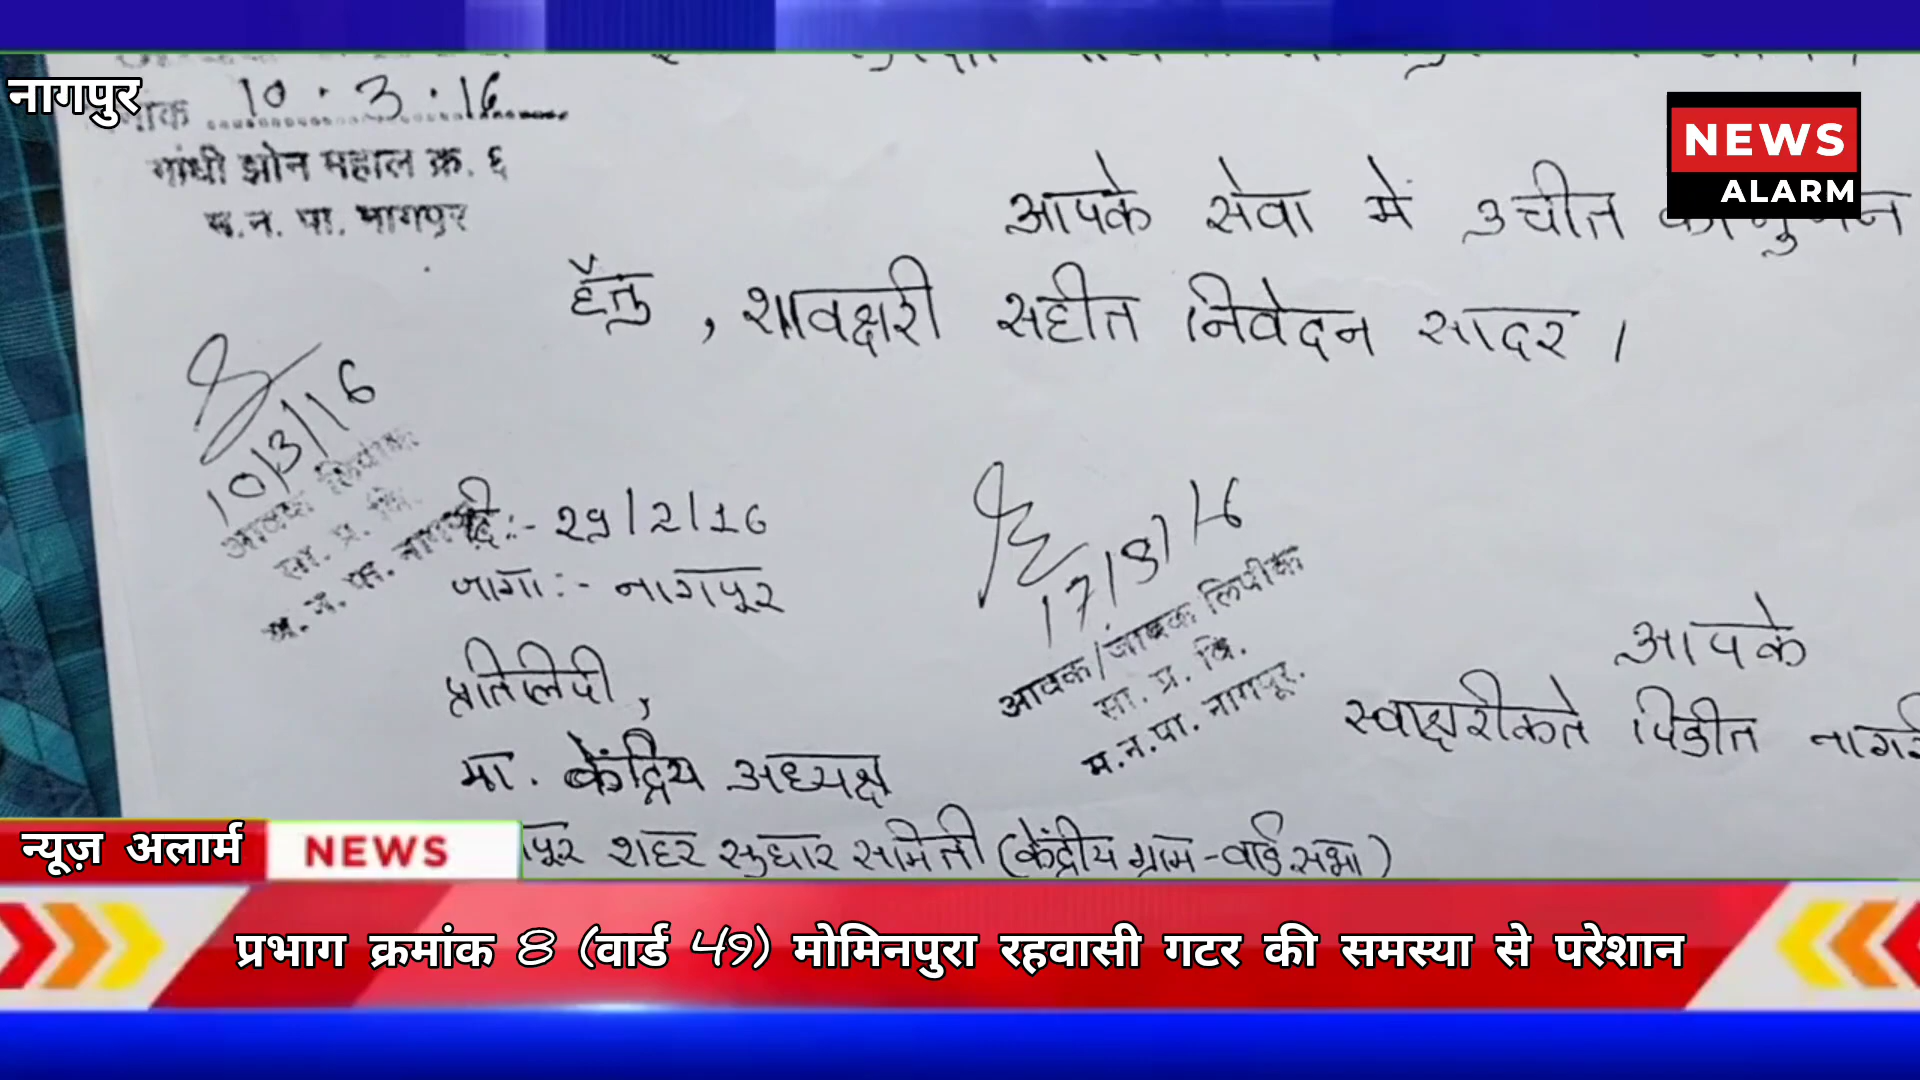 नागपुर
10.3.16
गांधी झोन महाल क्र. ६
म.न.पा. नागपुर
NEWS
ALARM
आपके सेवा में उचीत
हेतु, शावक्षरी सहीत निवेदन सादर।
10/3/16
दि:- 29/2/16
जागा:- नागपूर
17/3/16
आवक/जावक लिपीक
सा. प्र. वि.
म.न.पा. नागपूर.
प्रतिलिपी,
आपके
स्वाक्षरीकते पिडीत
मा. केंद्रिय अध्यक्ष
पूर शहर सुधार समिती (केंद्रीय ग्राम-वार्ड सभा)
न्यूज़ अलार्म NEWS
प्रभाग क्रमांक 8 (वार्ड 49) मोमिनपुरा रहवासी गटर की समस्या से परेशान